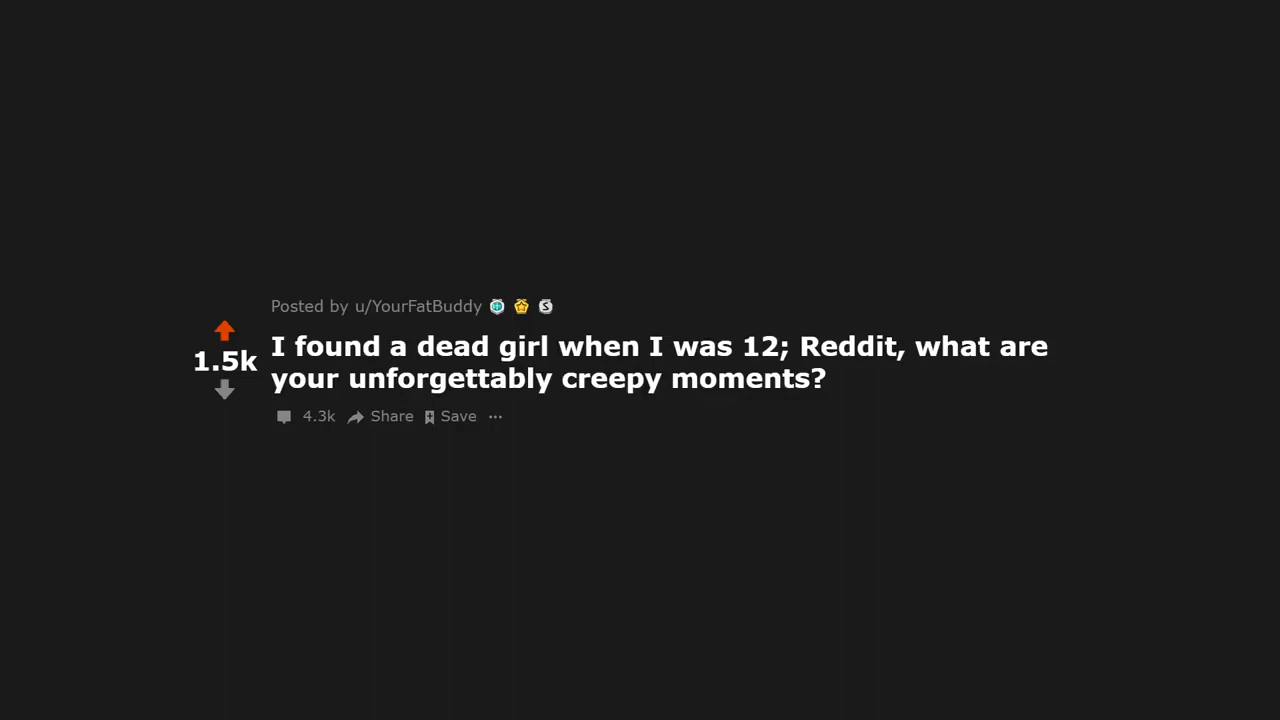 Posted by u/YourFatBuddy
1.5k
I found a dead girl when I was 12; Reddit, what are
your unforgettably creepy moments?
4.3k Share Save ···